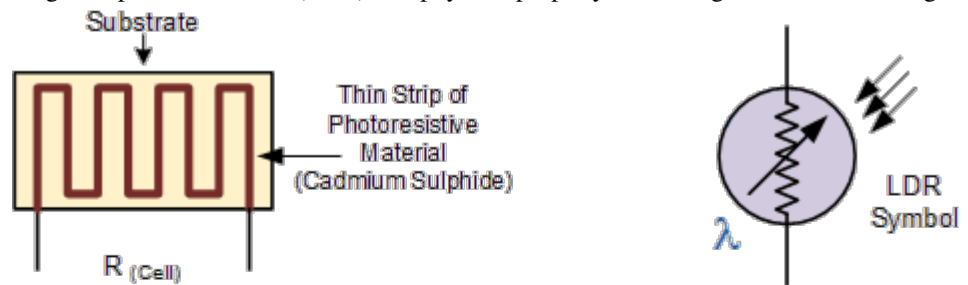 Substrate
Thin Strip of
Photoresistive
Material
(Cadmium Sulphide)
R (Cell)
λ
LDR
Symbol